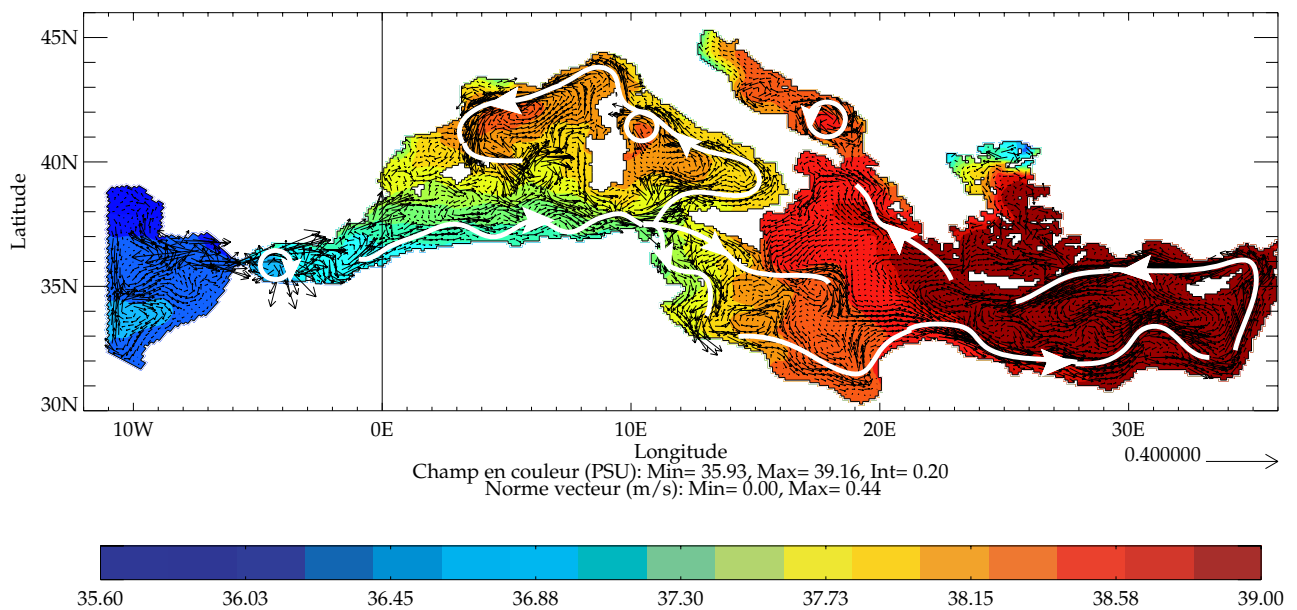 45N
40N
35N
30N
Latitude
10W 0E 10E 20E 30E
Longitude
0.400000
Champ en couleur (PSU): Min= 35.93, Max= 39.16, Int= 0.20
Norme vecteur (m/s): Min= 0.00, Max= 0.44
35.60 36.03 36.45 36.88 37.30 37.73 38.15 38.58 39.00